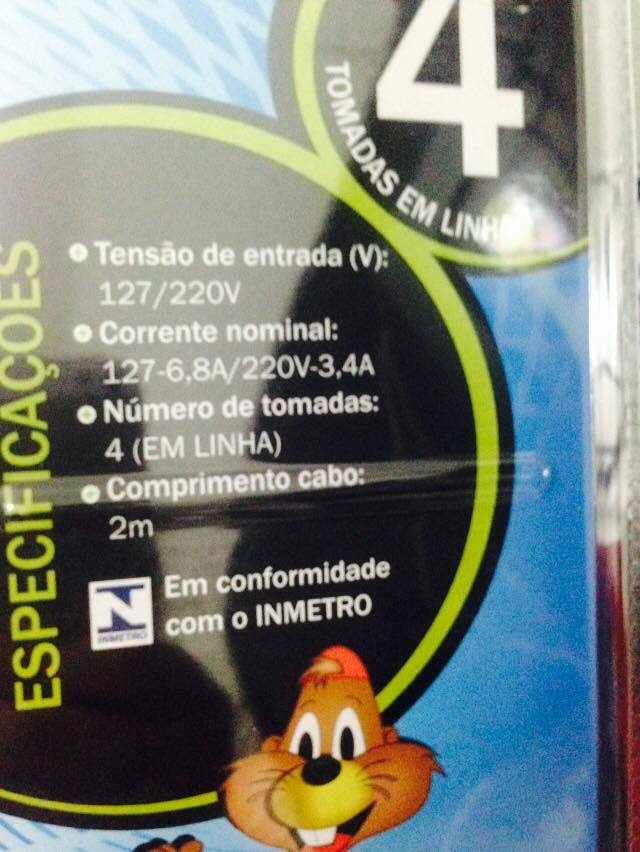 4
TOMADAS EM LINHA
ESPECIFICAÇÕES
Tensão de entrada (V):
127/220V
Corrente nominal:
127-6,8A/220V-3,4A
Número de tomadas:
4 (EM LINHA)
Comprimento cabo:
2m
N
INMETRO
Em conformidade
com o INMETRO